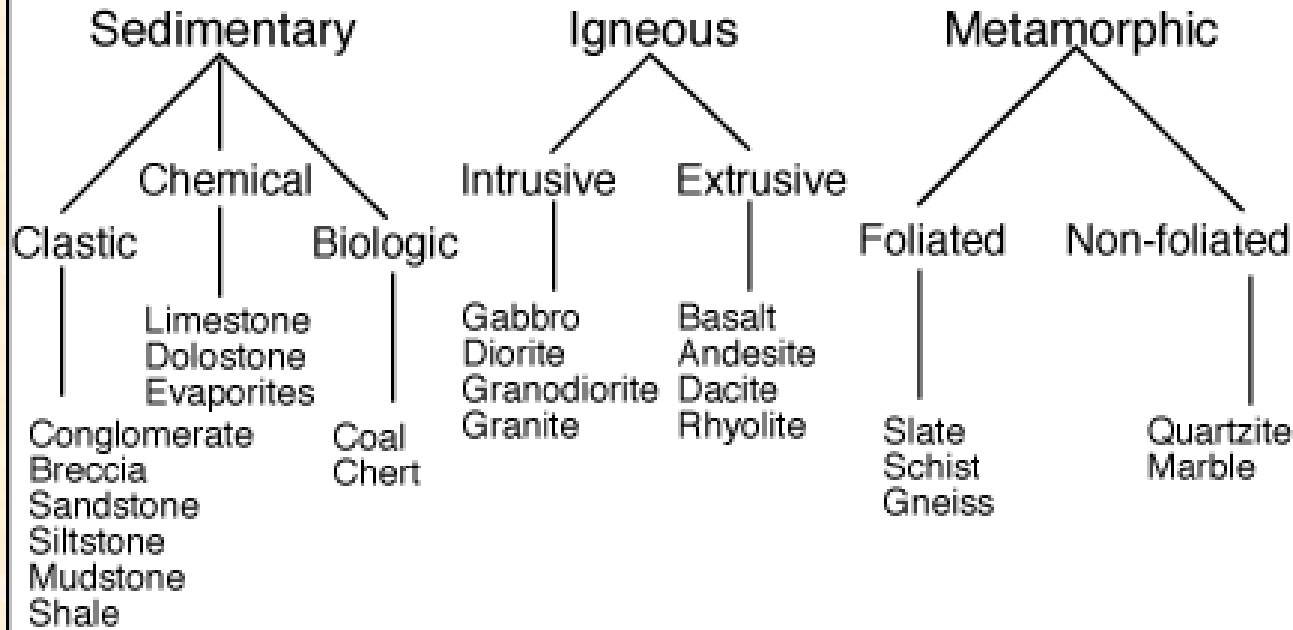 Sedimentary
Clastic
Conglomerate
Breccia
Sandstone
Siltstone
Mudstone
Shale
Chemical
Limestone
Dolostone
Evaporites
Biologic
Coal
Chert
Igneous
Intrusive
Gabbro
Diorite
Granodiorite
Granite
Extrusive
Basalt
Andesite
Dacite
Rhyolite
Metamorphic
Foliated
Slate
Schist
Gneiss
Non-foliated
Quartzite
Marble